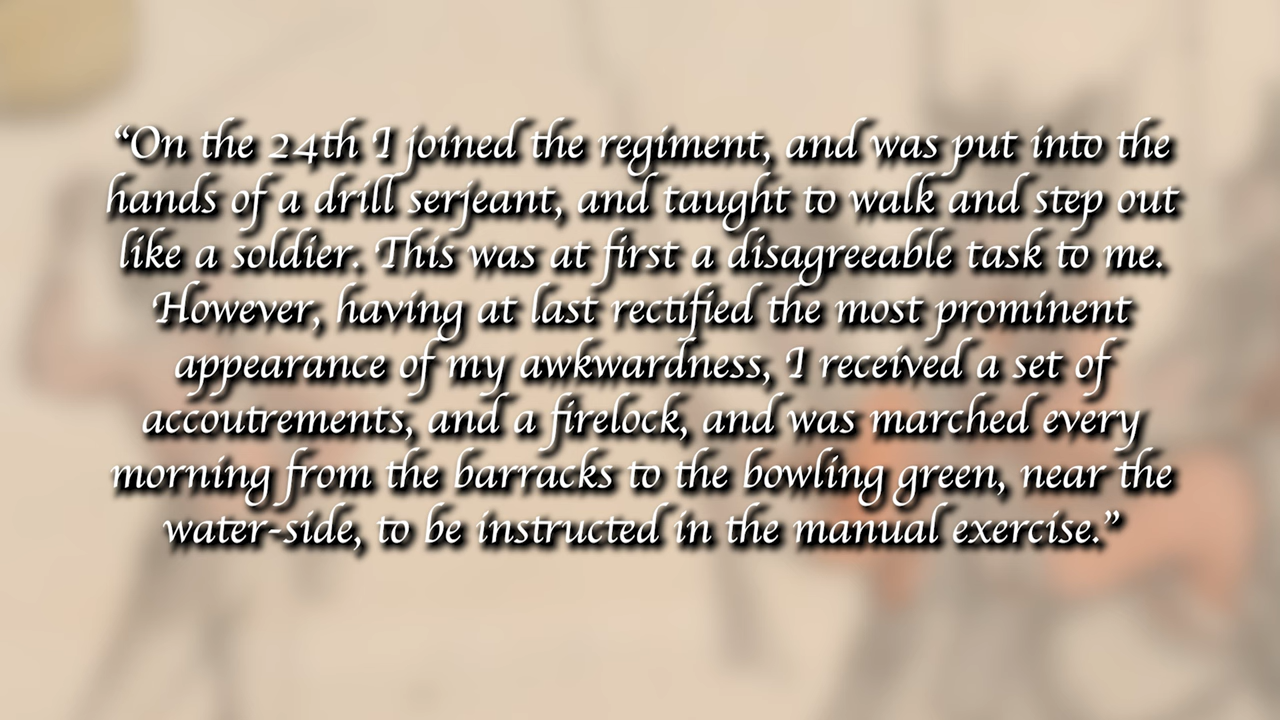 “On the 24th I joined the regiment, and was put into the
hands of a drill serjeant, and taught to walk and step out
like a soldier. This was at first a disagreeable task to me.
However, having at last rectified the most prominent
appearance of my awkwardness, I received a set of
accoutrements, and a firelock, and was marched every
morning from the barracks to the bowling green, near the
water-side, to be instructed in the manual exercise.”